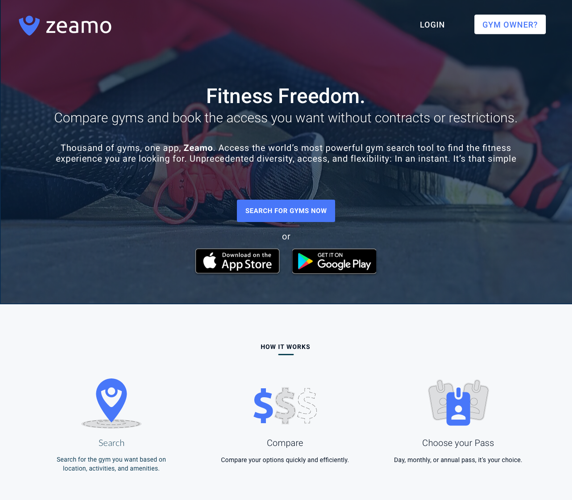 zeamo
LOGIN
GYM OWNER?
Fitness Freedom.
Compare gyms and book the access you want without contracts or restrictions.
Thousand of gyms, one app, Zeamo. Access the world's most powerful gym search tool to find the fitness
experience you are looking for. Unprecedented diversity, access, and flexibility: In an instant. It's that simple
SEARCH FOR GYMS NOW
or
Download on the
App Store
GET IT ON
Google Play
HOW IT WORKS
$ $ $
Search
Compare
Choose your Pass
Search for the gym you want based on
location, activities, and amenities.
Compare your options quickly and efficiently.
Day, monthly, or annual pass, it's your choice.